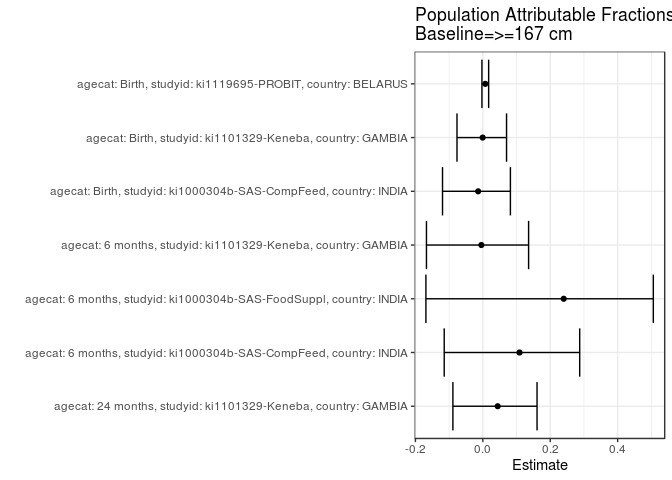 Population Attributable Fractions
Baseline=>=167 cm
agecat: Birth, studyid: ki1119695-PROBIT, country: BELARUS
agecat: Birth, studyid: ki1101329-Keneba, country: GAMBIA
agecat: Birth, studyid: ki1000304b-SAS-CompFeed, country: INDIA
agecat: 6 months, studyid: ki1101329-Keneba, country: GAMBIA
agecat: 6 months, studyid: ki1000304b-SAS-FoodSuppl, country: INDIA
agecat: 6 months, studyid: ki1000304b-SAS-CompFeed, country: INDIA
agecat: 24 months, studyid: ki1101329-Keneba, country: GAMBIA
-0.2 0.0 0.2 0.4
Estimate